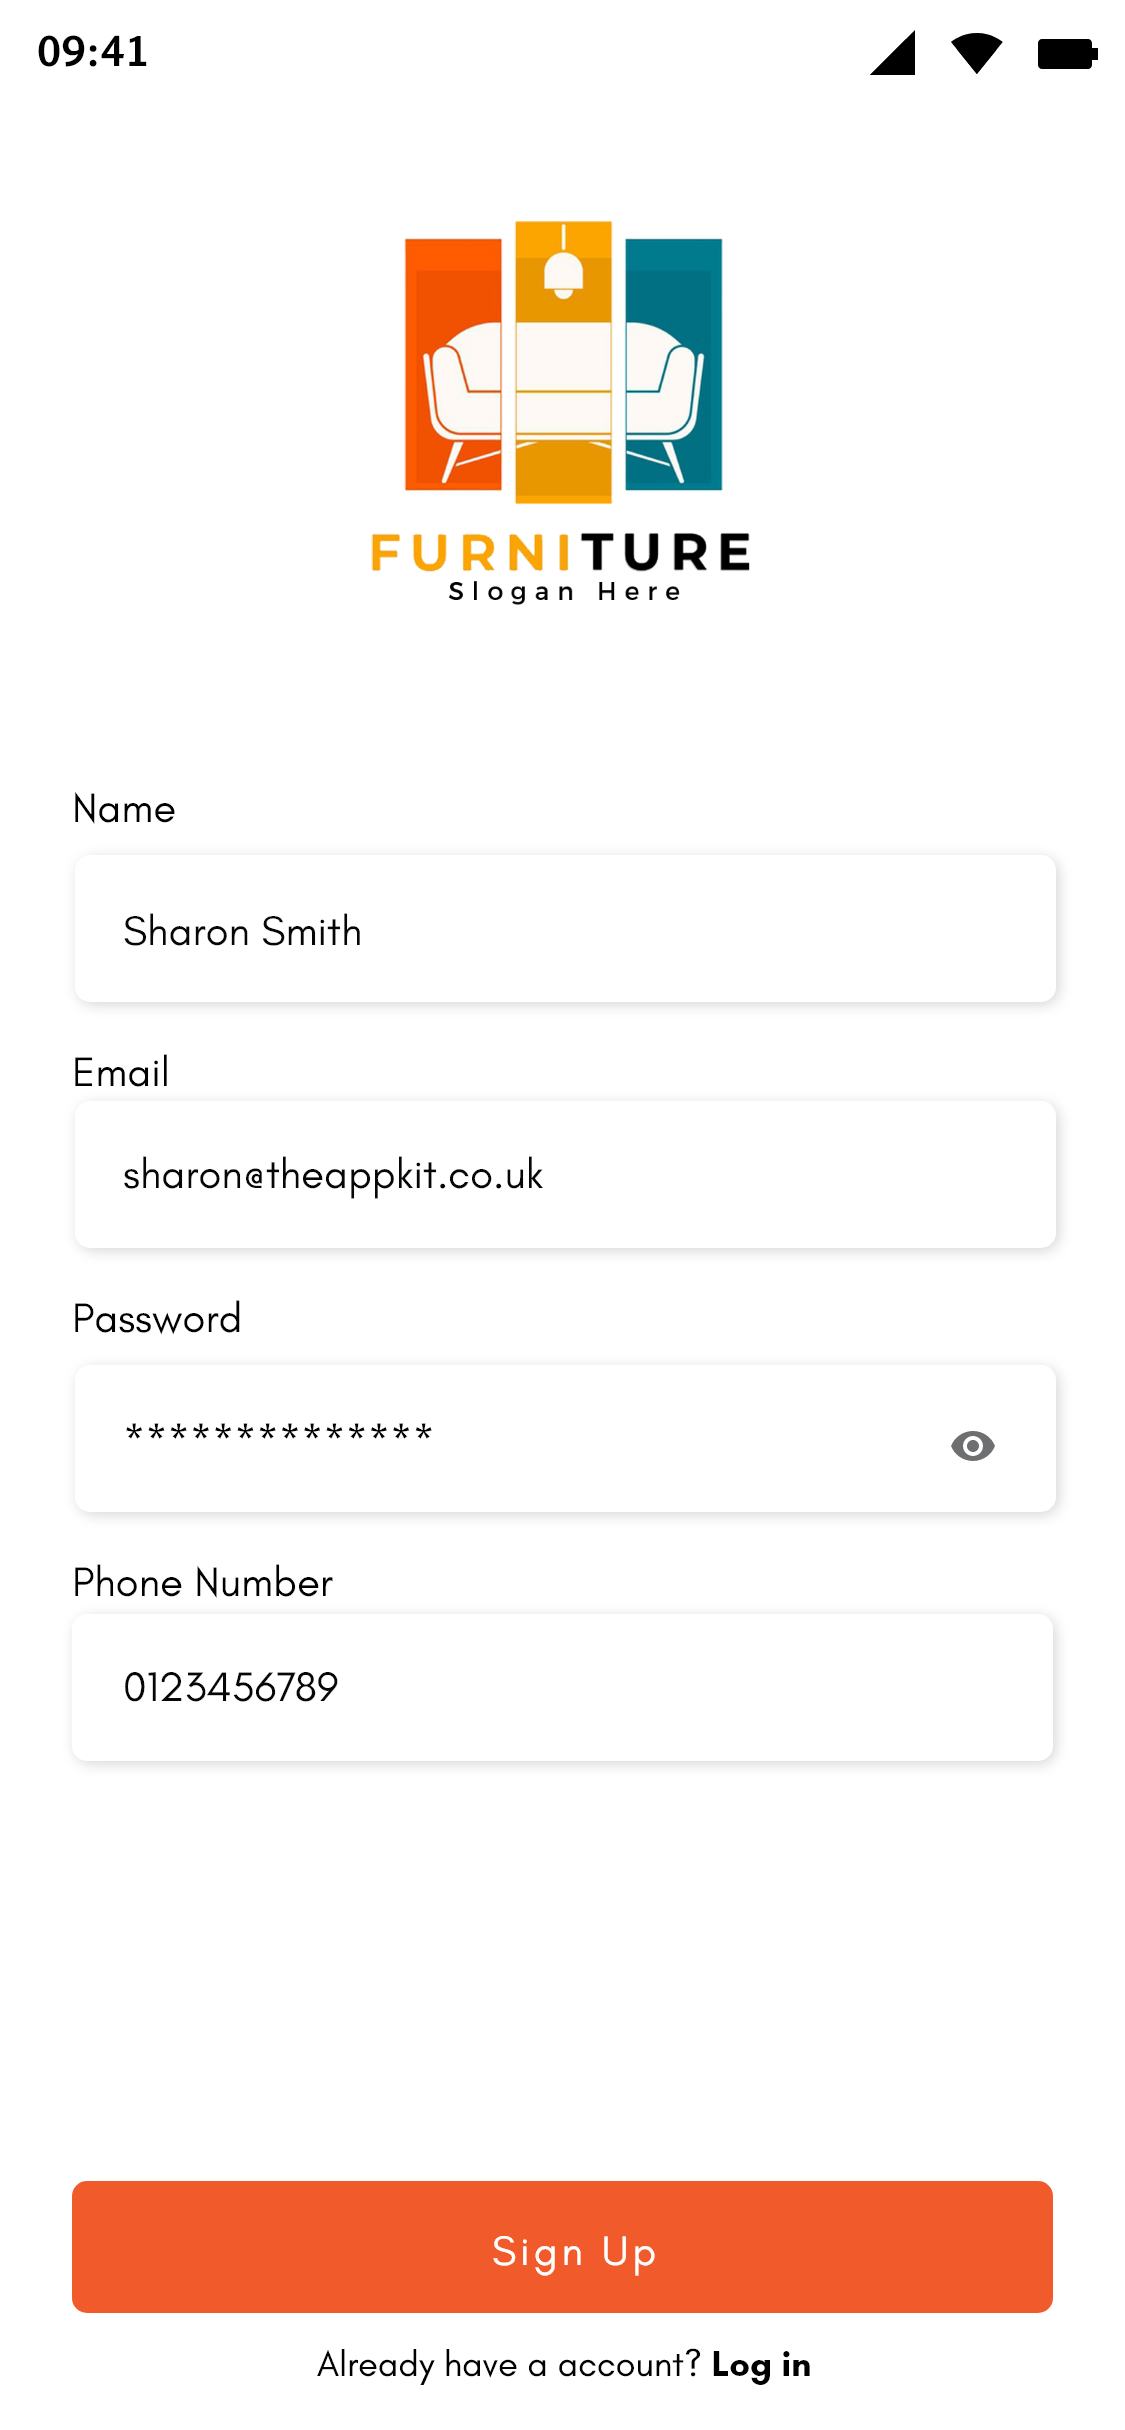 09:41
FURNITURE
Slogan Here
Name
Sharon Smith
Email
sharon@theappkit.co.uk
Password
**************
Phone Number
0123456789
Sign Up
Already have a account? Log in